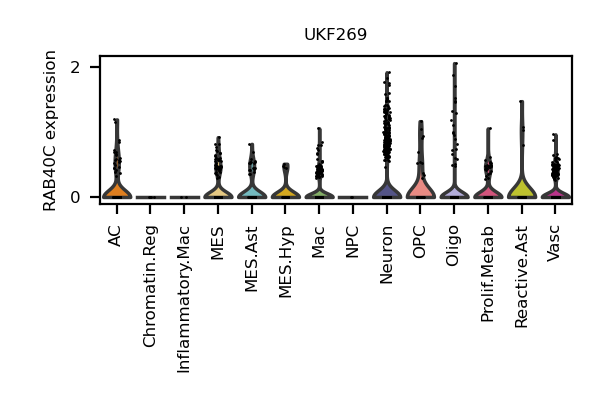 UKF269
RAB40C expression
2
0
AC
Chromatin.Reg
Inflammatory.Mac
MES
MES.Ast
MES.Hyp
Mac
NPC
Neuron
OPC
Oligo
Prolif.Metab
Reactive.Ast
Vasc